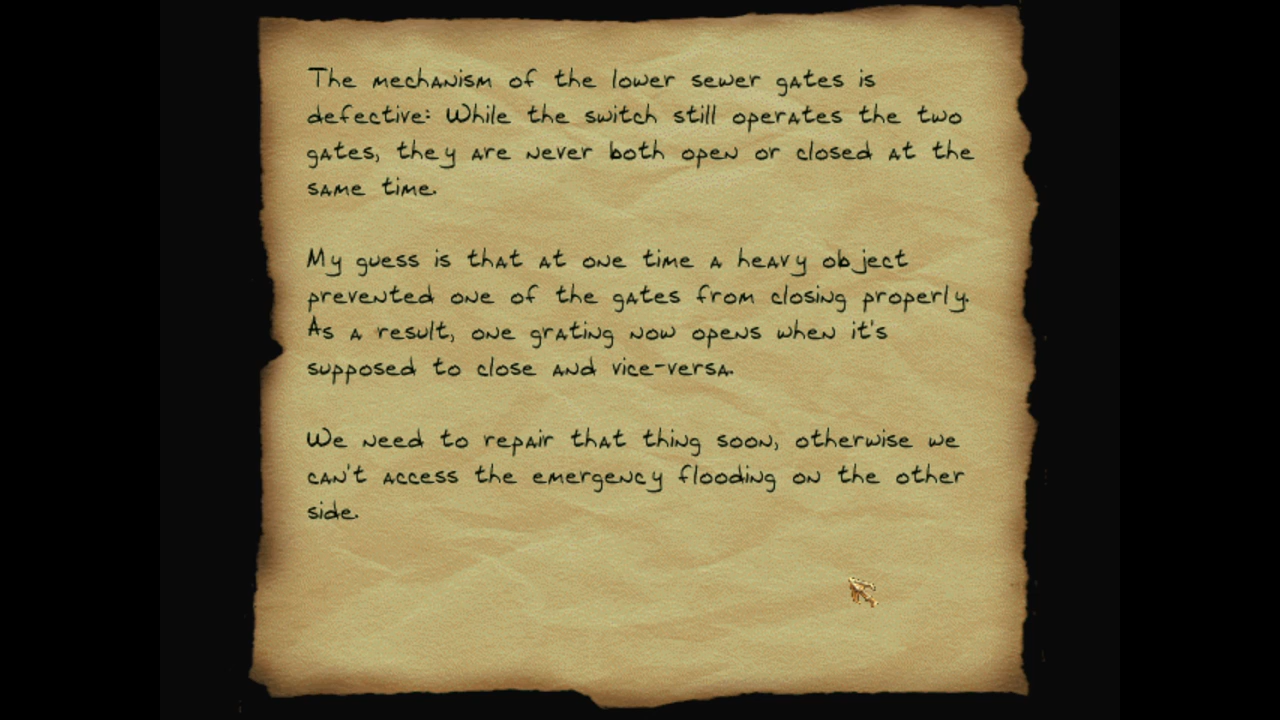 The mechanism of the lower sewer gates is
defective: While the switch still operates the two
gates, they are never both open or closed at the
same time.
My guess is that at one time a heavy object
prevented one of the gates from closing properly.
As a result, one grating now opens when it's
supposed to close and vice-versa.
We need to repair that thing soon, otherwise we
can't access the emergency flooding on the other
side.